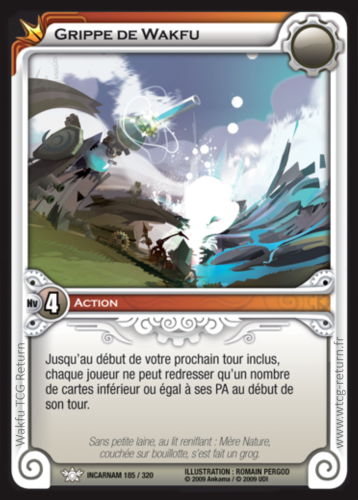 Grippe de Wakfu
Nv 4 Action
Jusqu'au début de votre prochain tour inclus,
chaque joueur ne peut redresser qu'un nombre
de cartes inférieur ou égal à ses PA au début de
son tour.
Sans petite laine, au lit reniflant : Mère Nature,
couchée sur bouillotte, s'est fait un grog.
INCARNAM 185 / 320
ILLUSTRATION : ROMAIN PERGOD
© 2009 Ankama / © 2009 UDI
Wakfu TCG Return
www.wtcg-return.fr